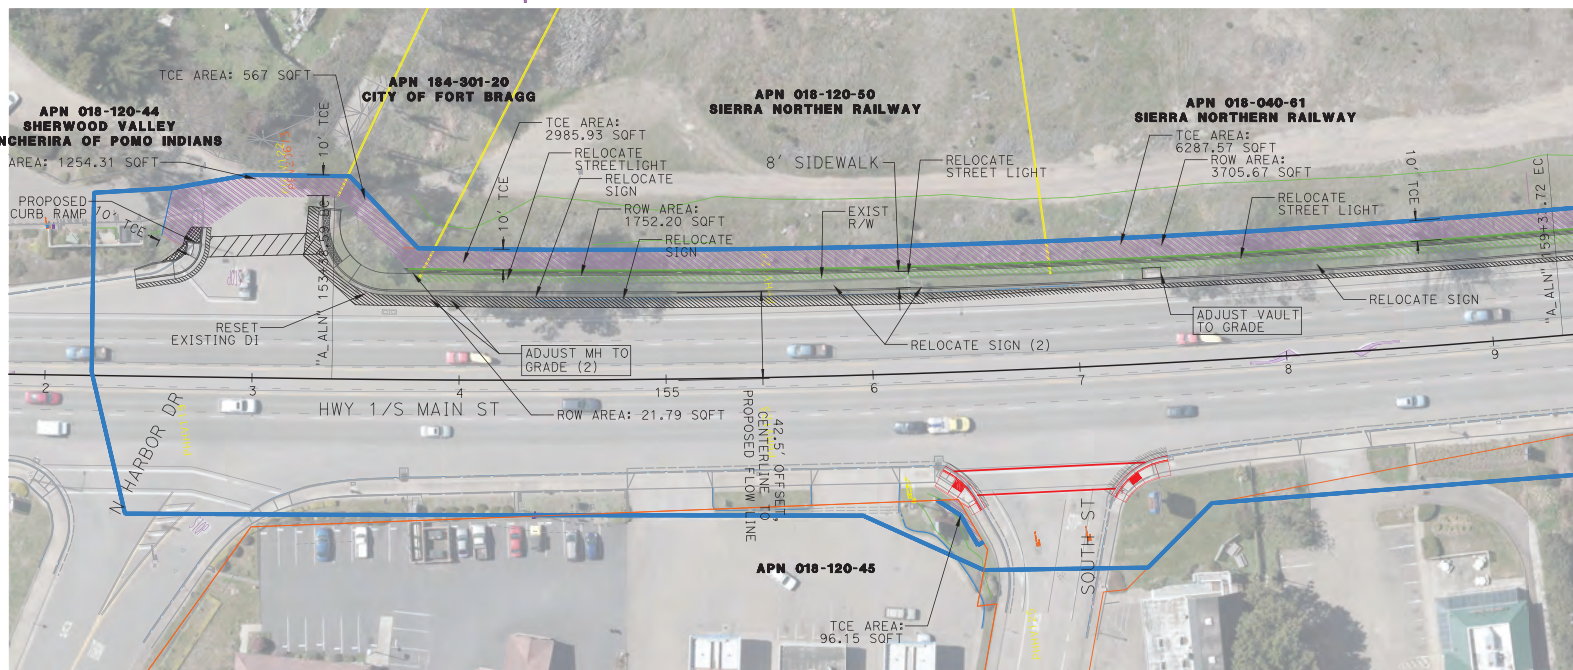 TCE AREA: 567 SQFT
APN 018-120-44
SHERWOOD VALLEY
NCHERIRA OF POMO INDIANS
AREA: 1254.31 SQFT
10' TCE
APN 184-301-20
CITY OF FORT BRAGG
TCE AREA:
2985.93 SQFT
RELOCATE
STREETLIGHT
RELOCATE
SIGN
ROW AREA:
1752.20 SQFT
RELOCATE
SIGN
10' TCE
APN 018-120-50
SIERRA NORTHEN RAILWAY
8' SIDEWALK
RELOCATE
STREET LIGHT
EXIST
R/W
APN 018-040-61
SIERRA NORTHERN RAILWAY
TCE AREA:
6287.57 SQFT
ROW AREA:
3705.67 SQFT
RELOCATE
STREET LIGHT
10' TCE
PROPOSED
CURB RAMP
10' TCE
RESET
EXISTING DI
ADJUST MH TO
GRADE (2)
RELOCATE SIGN (2)
ADJUST VAULT
TO GRADE
RELOCATE SIGN
2
3
4
155
6
7
8
9
HWY 1/S MAIN ST
ROW AREA: 21.79 SQFT
N HARBOR DR
42.5' OFFSET,
CENTERLINE TO
PROPOSED FLOW LINE
STOP
SOUTH ST
APN 018-120-45
TCE AREA:
96.15 SQFT